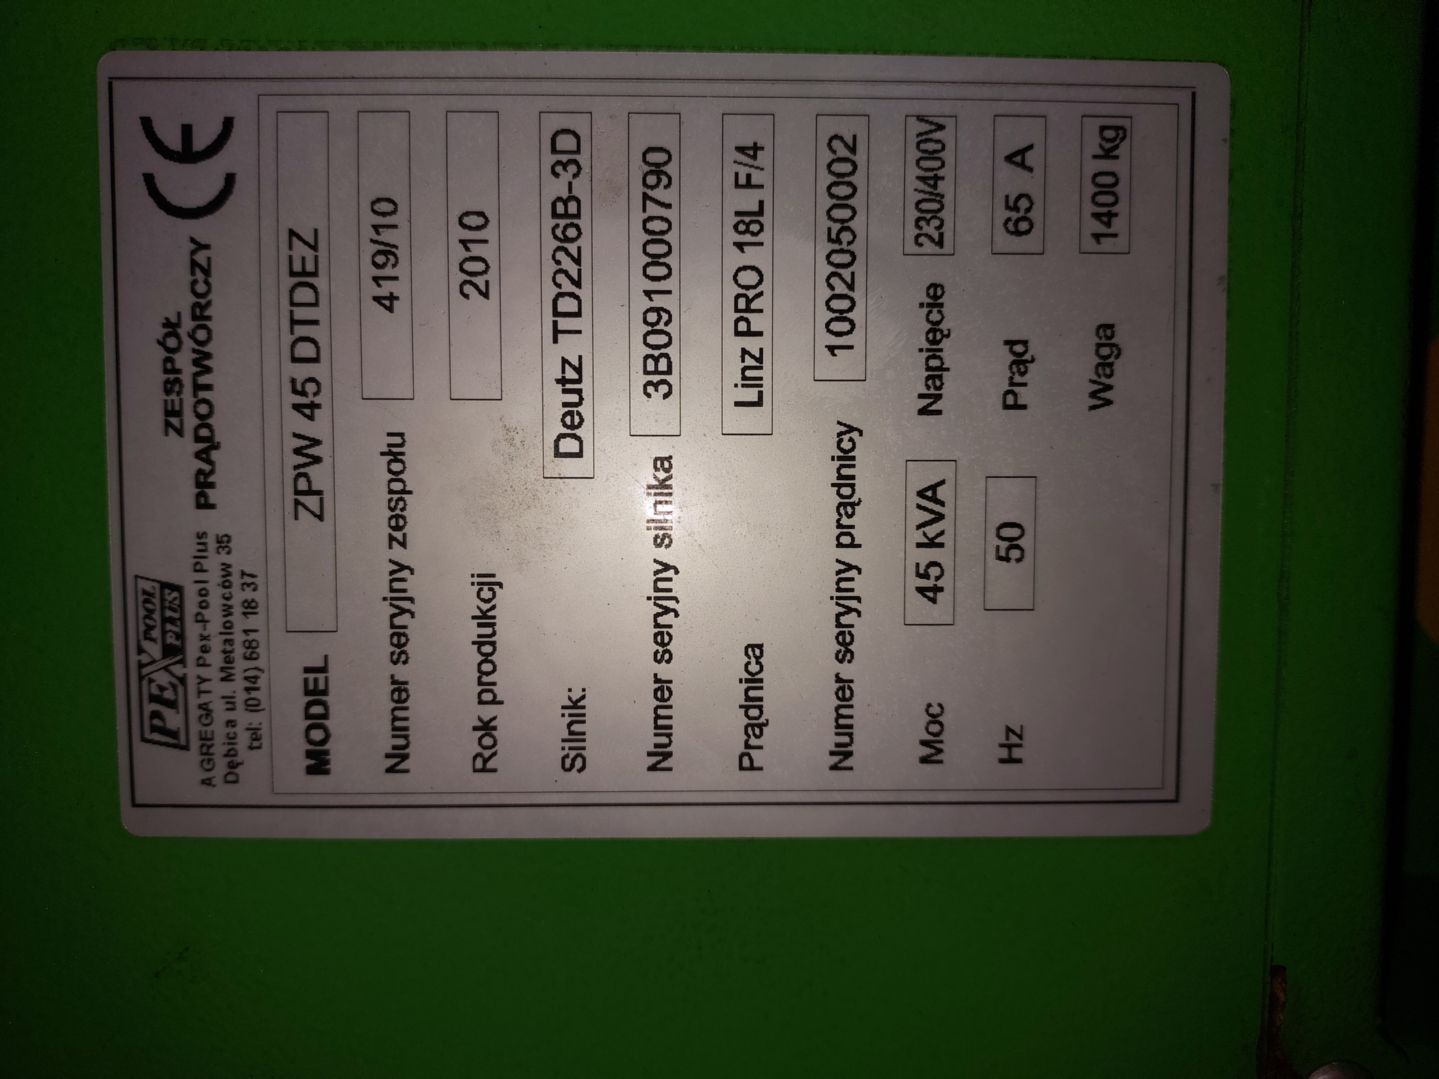 PEX POOL PLUS
AGREGATY Pex-Pool Plus
Dębica ul. Metalowców 35
tel: (014) 681 18 37
ZESPÓŁ
PRĄDOTWÓRCZY
CE
MODEL ZPW 45 DTDEZ
Numer seryjny zespołu 419/10
Rok produkcji 2010
Silnik: Deutz TD226B-3D
Numer seryjny silnika 3B091000790
Prądnica Linz PRO 18L F/4
Numer seryjny prądnicy 1002050002
Moc 45 kVA Napięcie 230/400V
Hz 50 Prąd 65 A
Waga 1400 kg